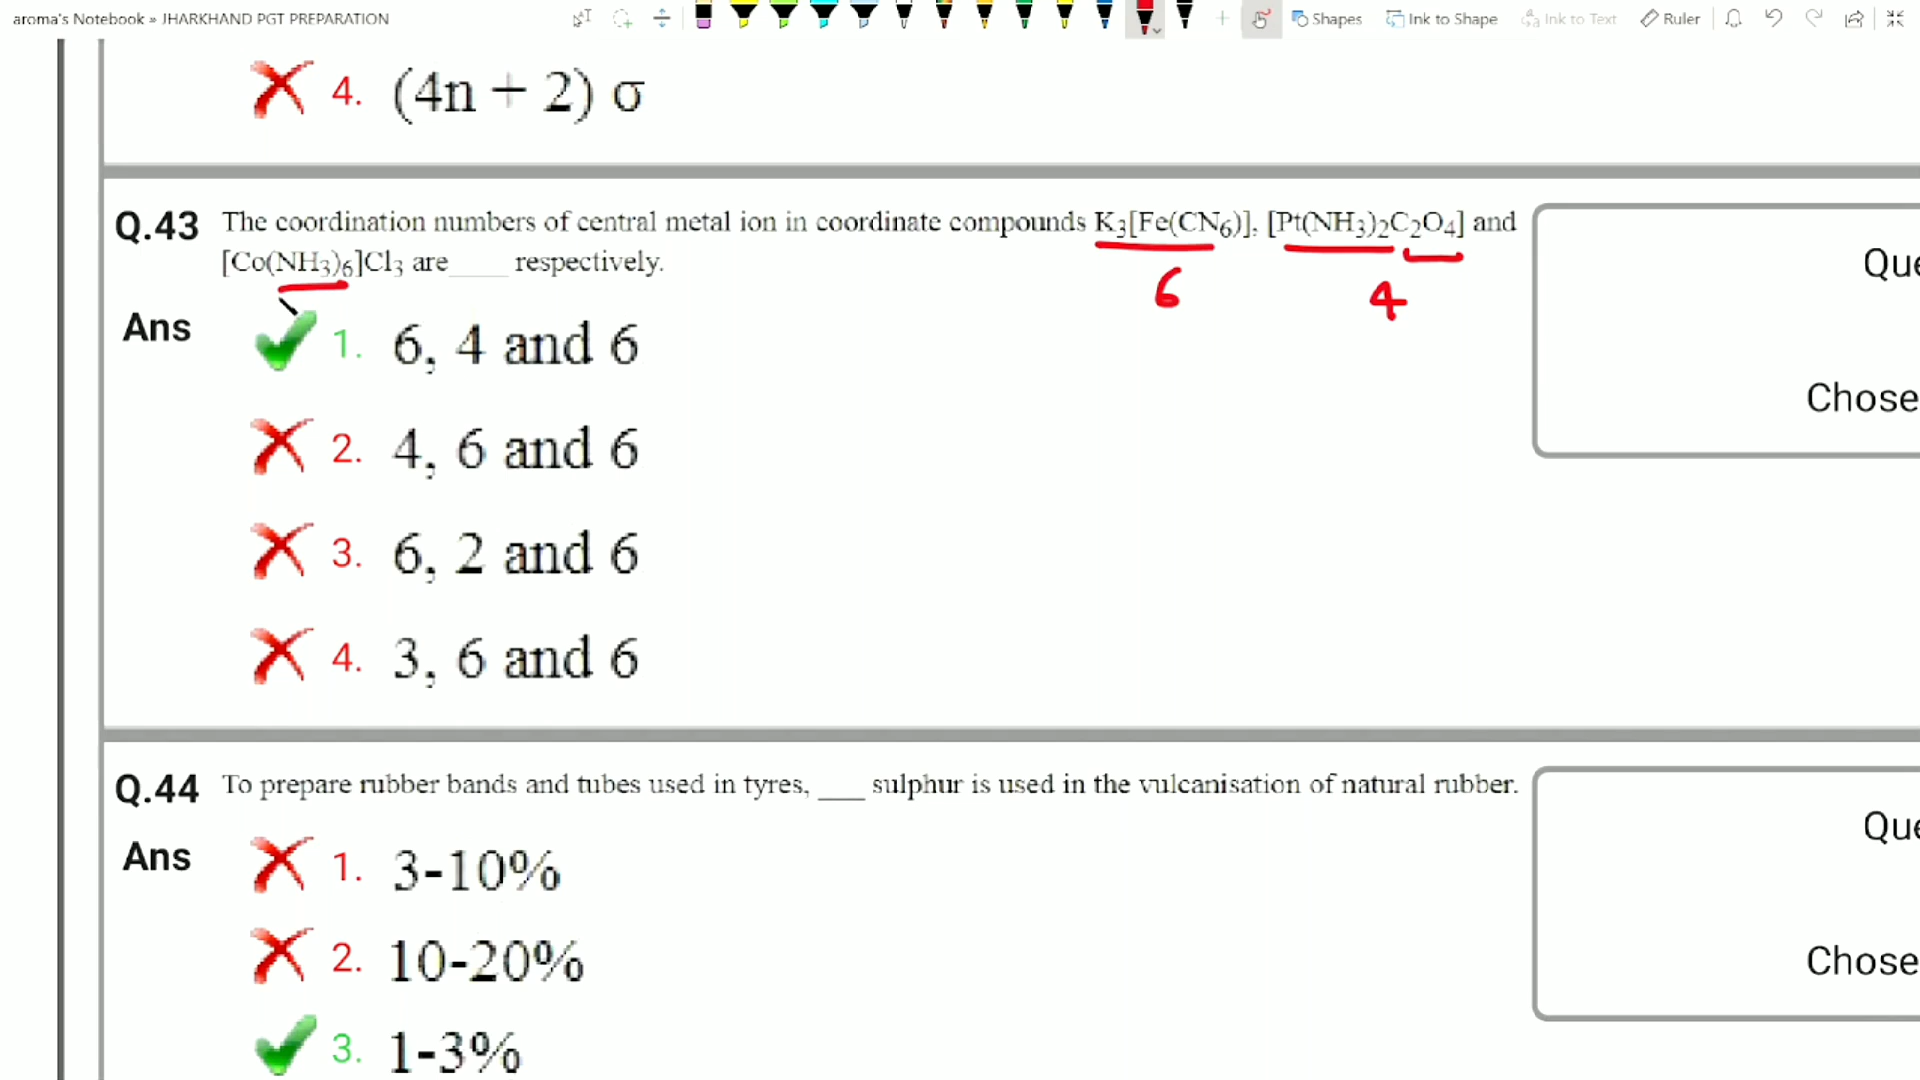 aroma's Notebook » JHARKHAND PGT PREPARATION
Shapes Ink to Shape Ink to Text Ruler
4. (4n + 2) σ
Q.43 The coordination numbers of central metal ion in coordinate compounds K3[Fe(CN6)], [Pt(NH3)2C2O4] and
[Co(NH3)6]Cl3 are____ respectively.
6 4
Ans
1. 6, 4 and 6
2. 4, 6 and 6
3. 6, 2 and 6
4. 3, 6 and 6
Que
Chose
Q.44 To prepare rubber bands and tubes used in tyres, ___ sulphur is used in the vulcanisation of natural rubber.
Ans
1. 3-10%
2. 10-20%
3. 1-3%
Que
Chose